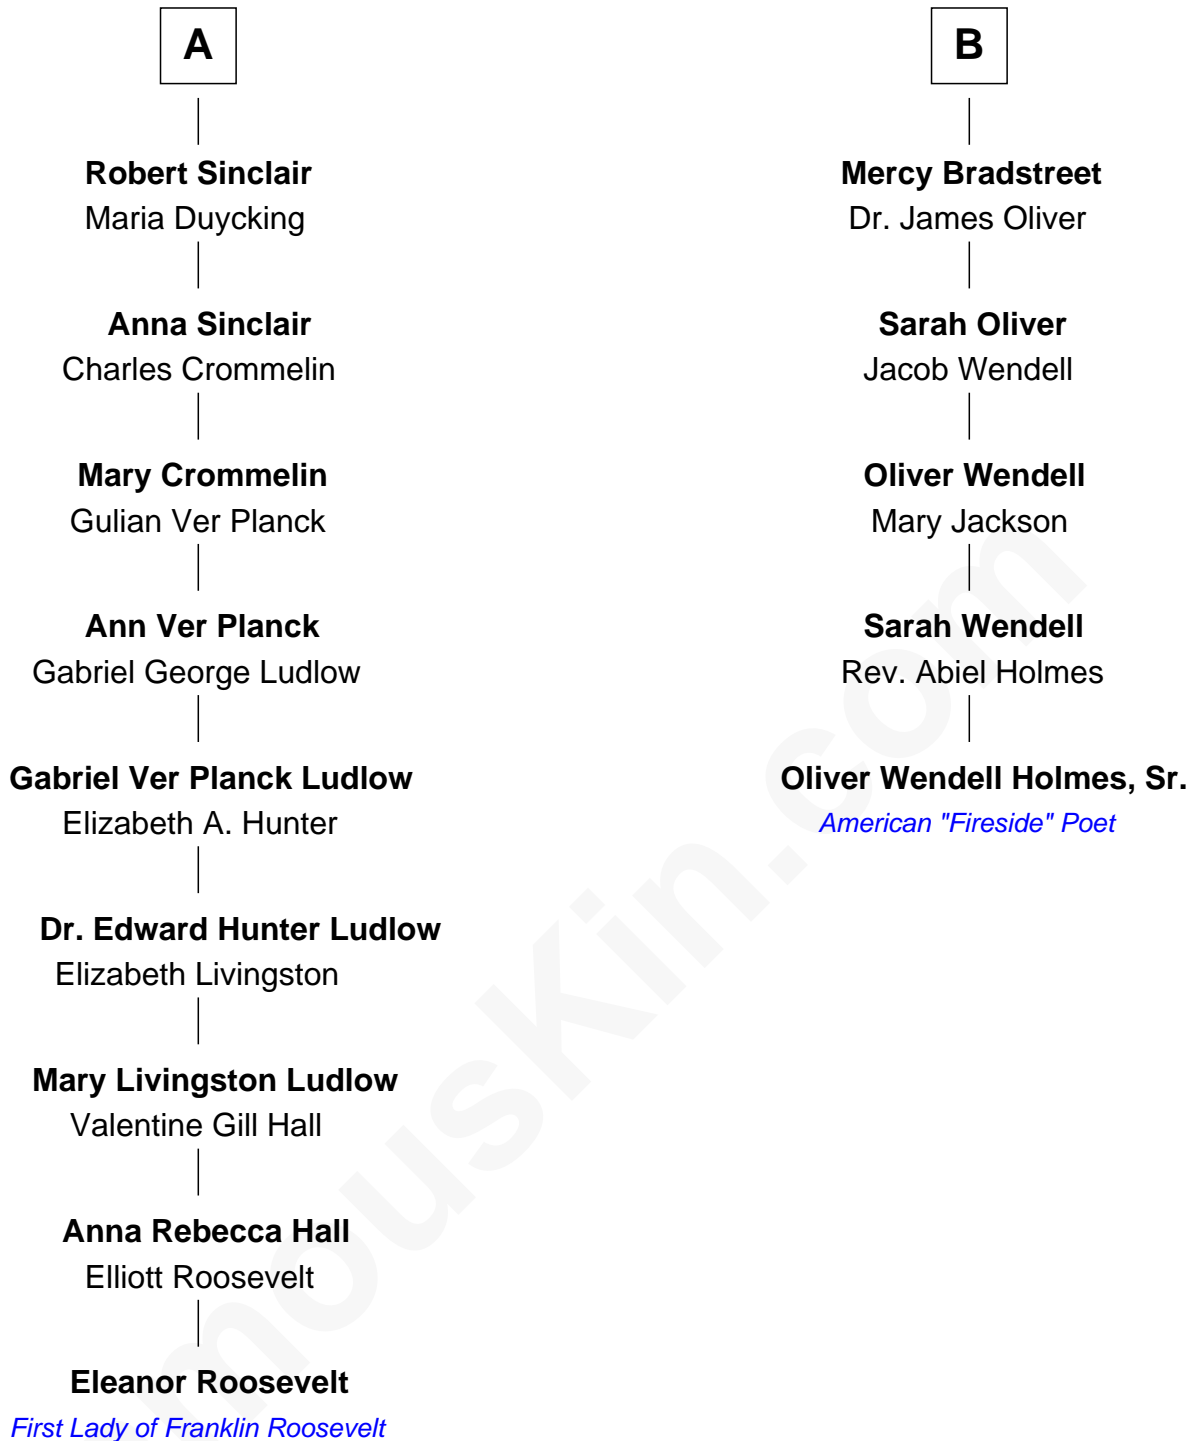 A
Robert Sinclair
Maria Duycking
Anna Sinclair
Charles Crommelin
Mary Crommelin
Gulian Ver Planck
Ann Ver Planck
Gabriel George Ludlow
Gabriel Ver Planck Ludlow
Elizabeth A. Hunter
Dr. Edward Hunter Ludlow
Elizabeth Livingston
Mary Livingston Ludlow
Valentine Gill Hall
Anna Rebecca Hall
Elliott Roosevelt
Eleanor Roosevelt
First Lady of Franklin Roosevelt
B
Mercy Bradstreet
Dr. James Oliver
Sarah Oliver
Jacob Wendell
Oliver Wendell
Mary Jackson
Sarah Wendell
Rev. Abiel Holmes
Oliver Wendell Holmes, Sr.
American "Fireside" Poet
mouskin.com